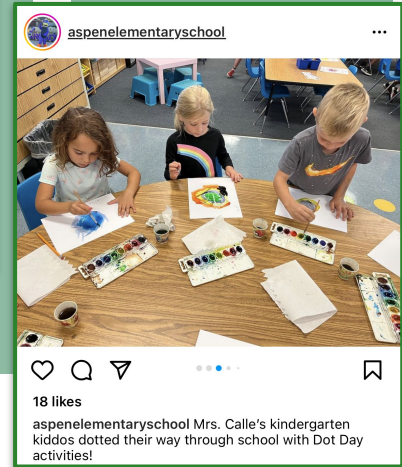 aspenelementaryschool
18 likes
aspenelementaryschool Mrs. Calle's kindergarten
kiddos dotted their way through school with Dot Day
activities!